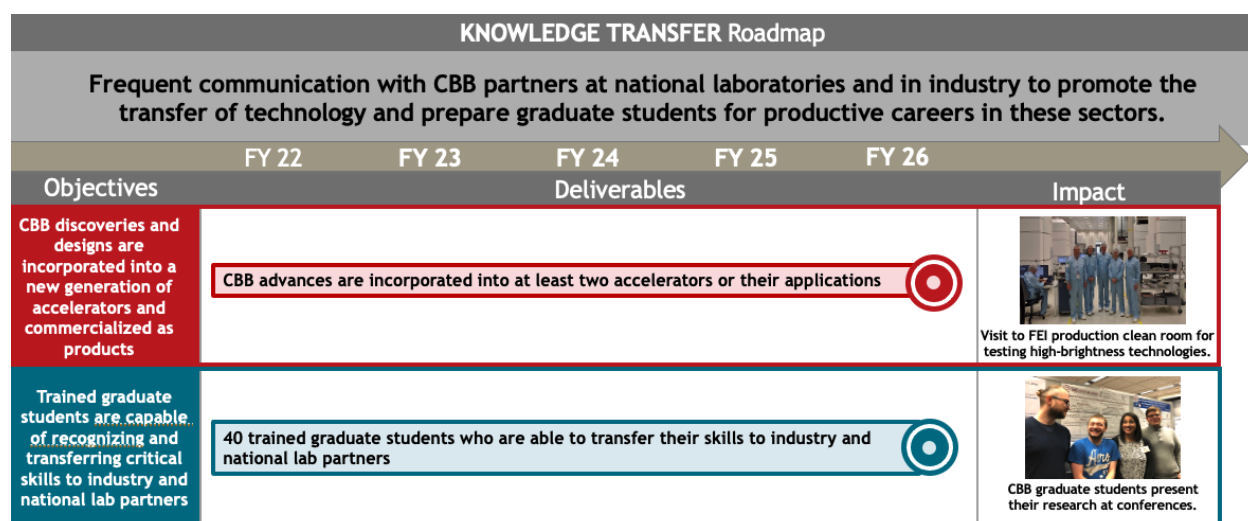 KNOWLEDGE TRANSFER Roadmap
Frequent communication with CBB partners at national laboratories and in industry to promote the
transfer of technology and prepare graduate students for productive careers in these sectors.
FY 22 FY 23 FY 24 FY 25 FY 26
Objectives Deliverables Impact
CBB discoveries and
designs are
incorporated into a
new generation of
accelerators and
commercialized as
products
CBB advances are incorporated into at least two accelerators or their applications
Visit to FEI production clean room for
testing high-brightness technologies.
Trained graduate
students are capable
of recognizing and
transferring critical
skills to industry and
national lab partners
40 trained graduate students who are able to transfer their skills to industry and
national lab partners
CBB graduate students present
their research at conferences.